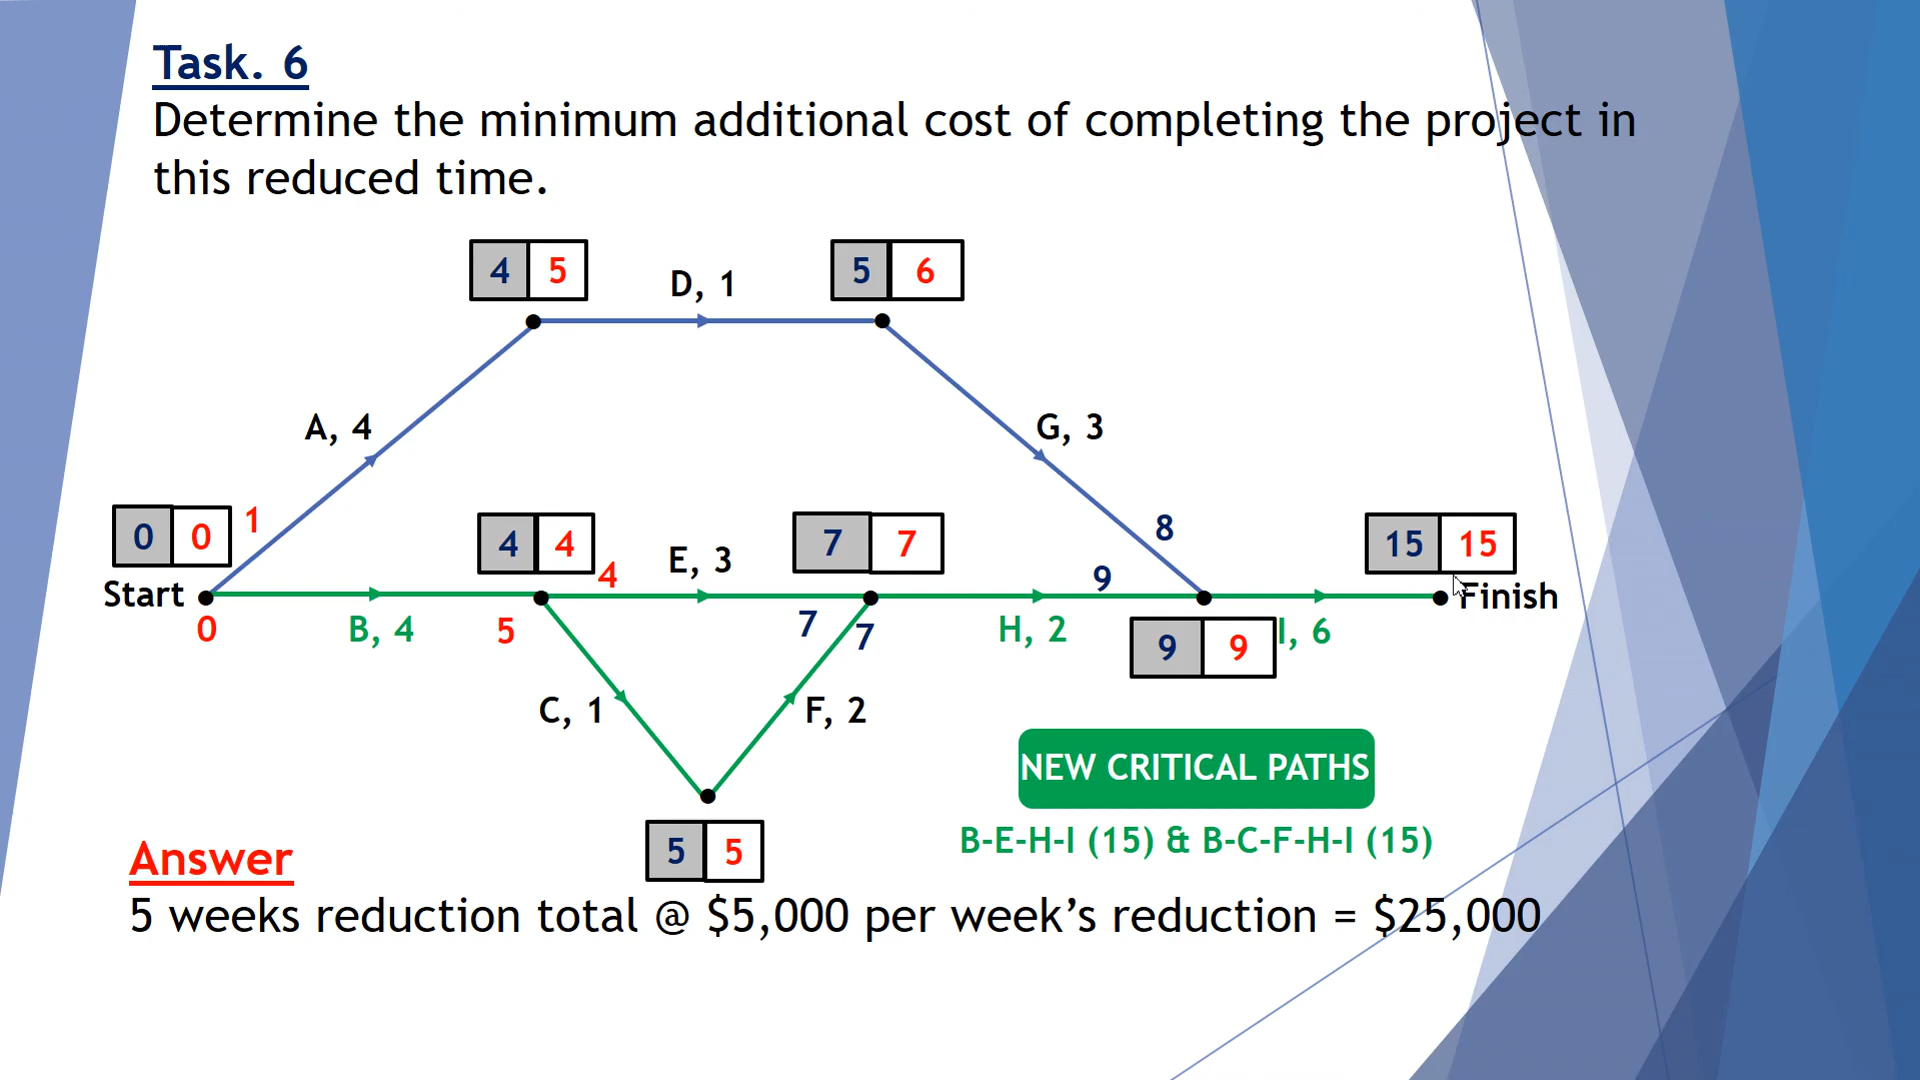 Task. 6
Determine the minimum additional cost of completing the project in
this reduced time.
4 5
D, 1
5 6
A, 4
G, 3
0 0
1
4 4
4
E, 3
7 7
9
8
15 15
Start
Finish
0
B, 4
5
7
7
H, 2
9 9
I, 6
C, 1
F, 2
NEW CRITICAL PATHS
B-E-H-I (15) & B-C-F-H-I (15)
5 5
Answer
5 weeks reduction total @ $5,000 per week’s reduction = $25,000